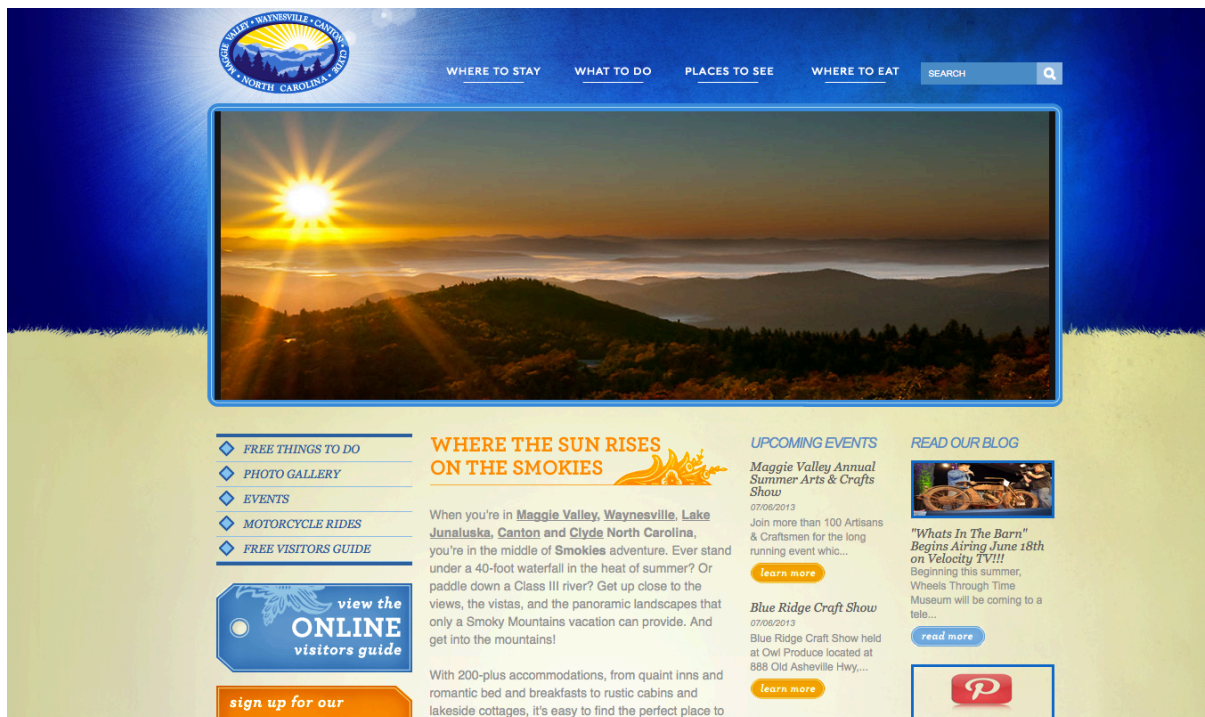 MAGGIE VALLEY • WAYNESVILLE • CANTON • CLYDE
NORTH CAROLINA
WHERE TO STAY
WHAT TO DO
PLACES TO SEE
WHERE TO EAT
SEARCH
FREE THINGS TO DO
PHOTO GALLERY
EVENTS
MOTORCYCLE RIDES
FREE VISITORS GUIDE
view the
ONLINE
visitors guide
sign up for our
WHERE THE SUN RISES
ON THE SMOKIES
When you're in Maggie Valley, Waynesville, Lake
Junaluska, Canton and Clyde North Carolina,
you're in the middle of Smokies adventure. Ever stand
under a 40-foot waterfall in the heat of summer? Or
paddle down a Class III river? Get up close to the
views, the vistas, and the panoramic landscapes that
only a Smoky Mountains vacation can provide. And
get into the mountains!
With 200-plus accommodations, from quaint inns and
romantic bed and breakfasts to rustic cabins and
lakeside cottages, it's easy to find the perfect place to
UPCOMING EVENTS
Maggie Valley Annual
Summer Arts & Crafts
Show
07/06/2013
Join more than 100 Artisans
& Craftsmen for the long
running event whic...
learn more
Blue Ridge Craft Show
07/06/2013
Blue Ridge Craft Show held
at Owl Produce located at
888 Old Asheville Hwy,...
learn more
READ OUR BLOG
"Whats In The Barn"
Begins Airing June 18th
on Velocity TV!!!
Beginning this summer,
Wheels Through Time
Museum will be coming to a
tele...
read more